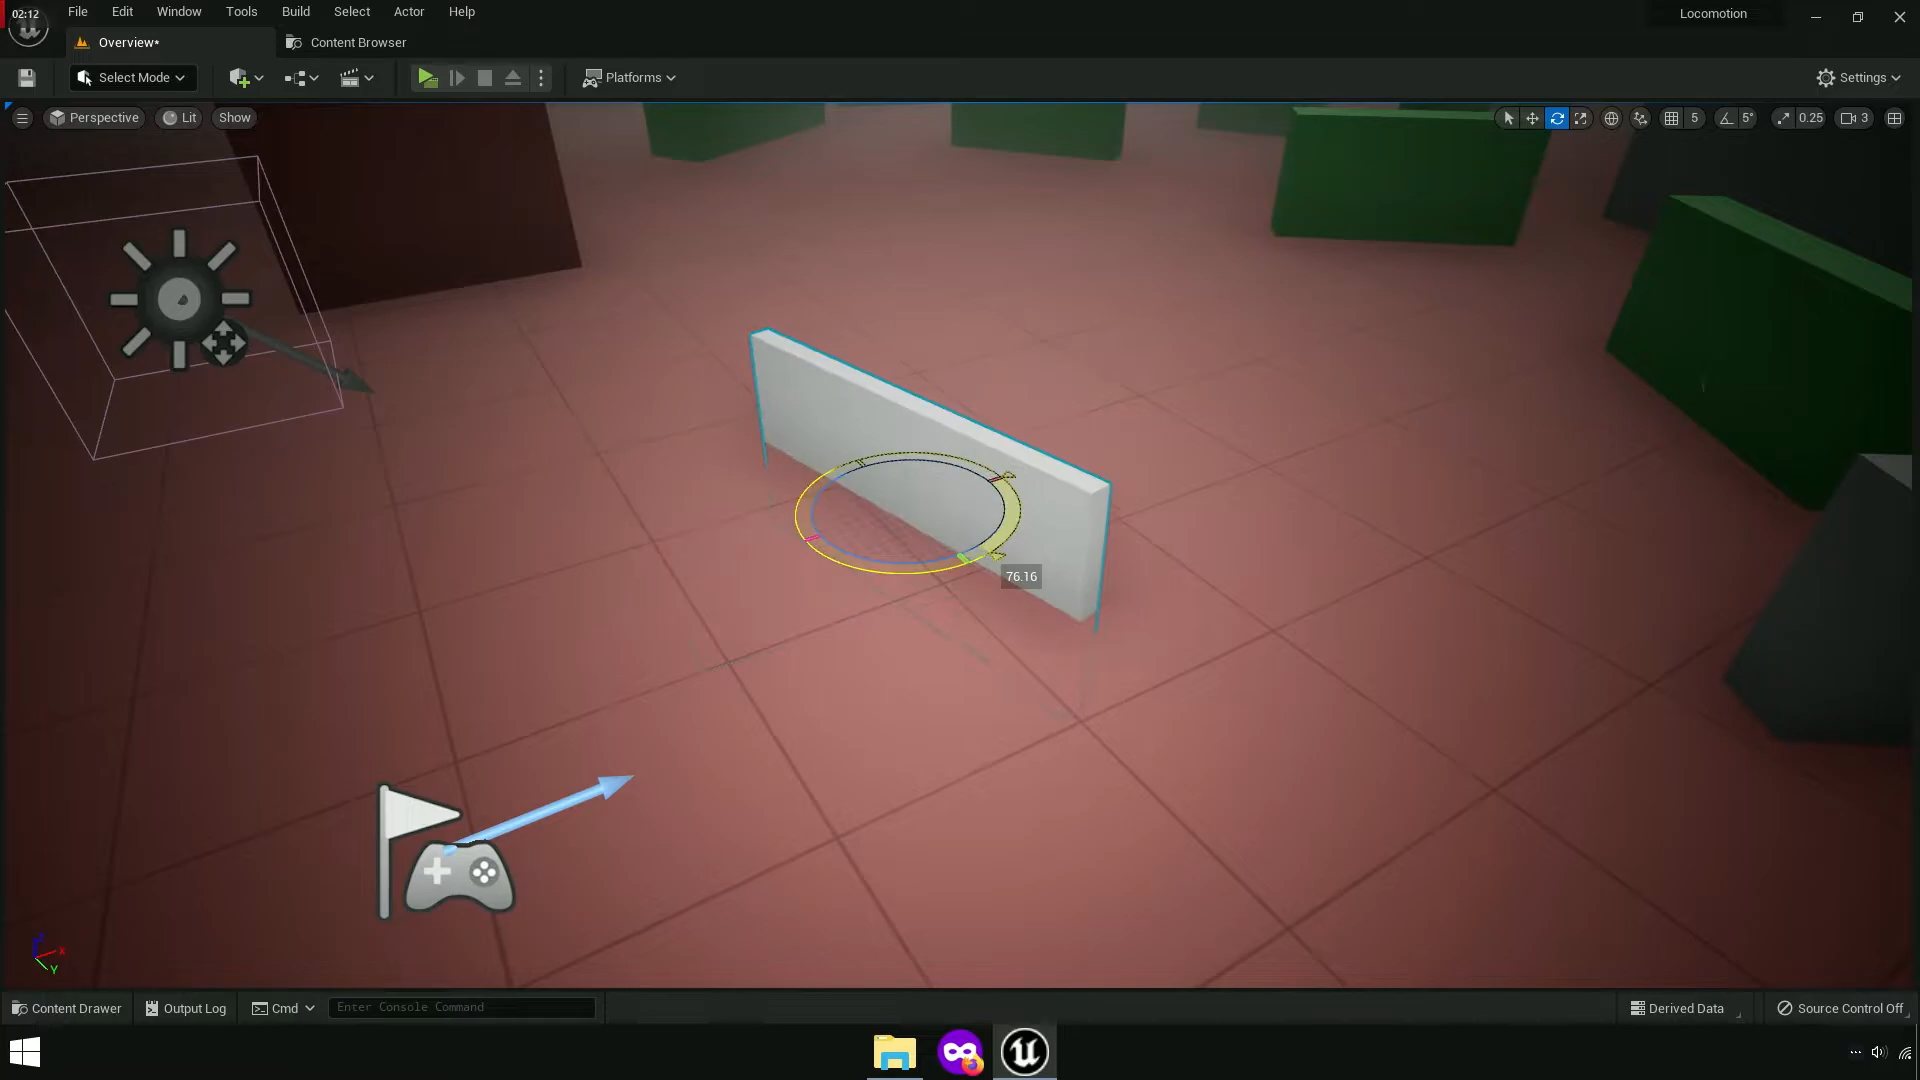 02:12
File Edit Window Tools Build Select Actor Help
Locomotion
Overview*
Content Browser
Select Mode
Platforms
Settings
Perspective
Lit
Show
5
5°
0.25
3
76.16
Z
X
Y
Content Drawer
Output Log
Cmd
Enter Console Command
Derived Data
Source Control Off